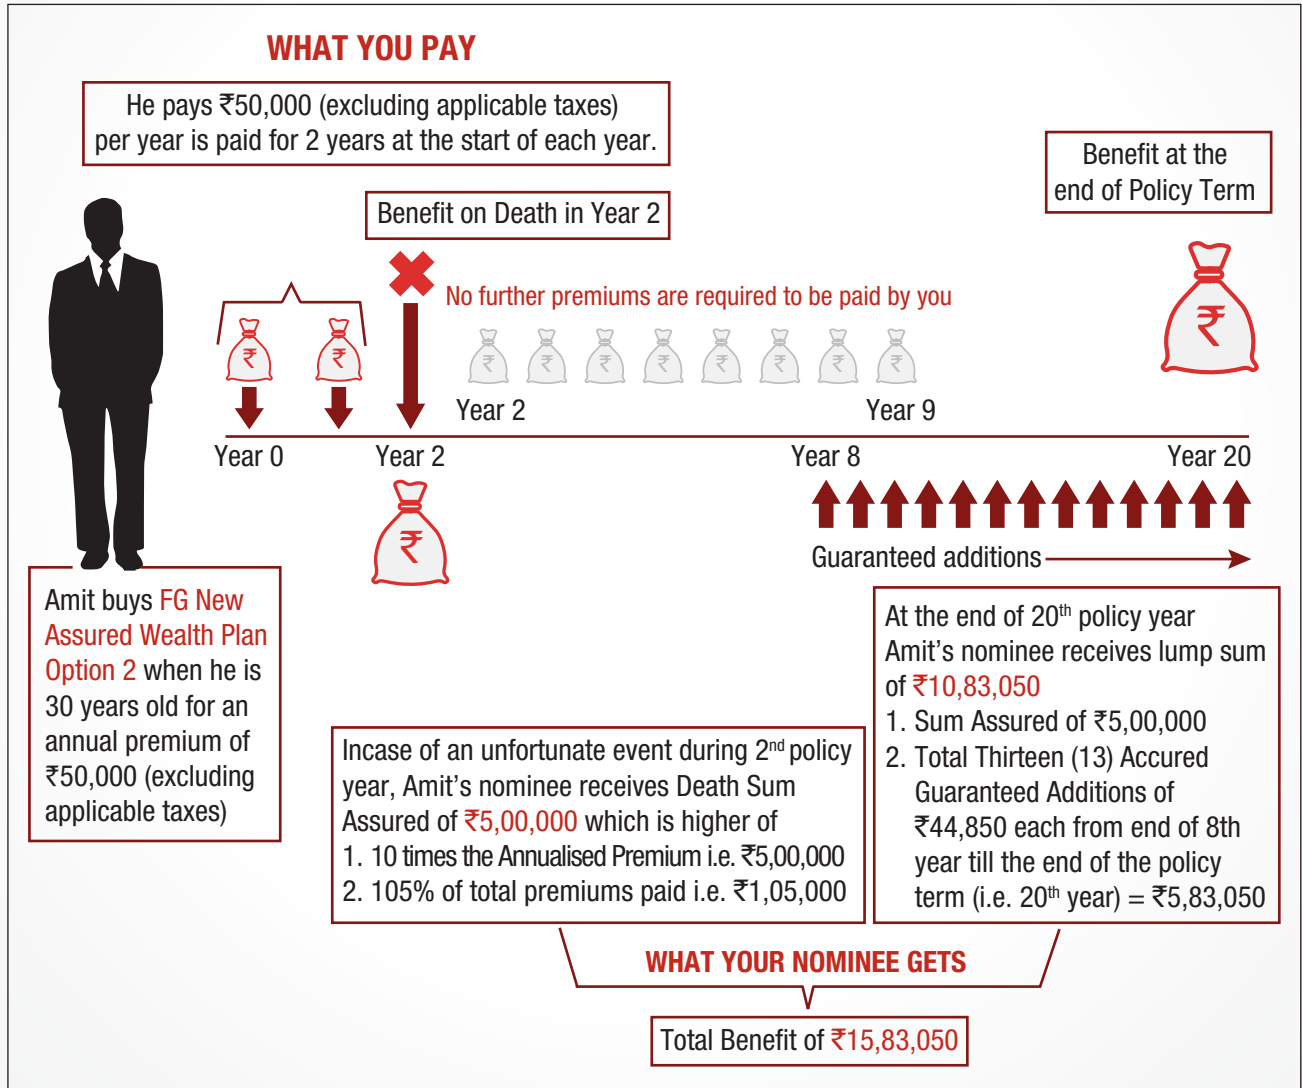 WHAT YOU PAY
He pays ₹50,000 (excluding applicable taxes)
per year is paid for 2 years at the start of each year.
Benefit at the
end of Policy Term
Benefit on Death in Year 2
No further premiums are required to be paid by you
₹
₹
₹
₹
₹
₹
₹
₹
₹
₹
₹
Year 2
Year 9
Year 0
Year 2
Year 8
Year 20
₹
Guaranteed additions
Amit buys FG New
Assured Wealth Plan
Option 2 when he is
30 years old for an
annual premium of
₹50,000 (excluding
applicable taxes)
Incase of an unfortunate event during 2nd policy
year, Amit's nominee receives Death Sum
Assured of ₹5,00,000 which is higher of
1. 10 times the Annualised Premium i.e. ₹5,00,000
2. 105% of total premiums paid i.e. ₹1,05,000
At the end of 20th policy year
Amit's nominee receives lump sum
of ₹10,83,050
1. Sum Assured of ₹5,00,000
2. Total Thirteen (13) Accured
Guaranteed Additions of
₹44,850 each from end of 8th
year till the end of the policy
term (i.e. 20th year) = ₹5,83,050
WHAT YOUR NOMINEE GETS
Total Benefit of ₹15,83,050